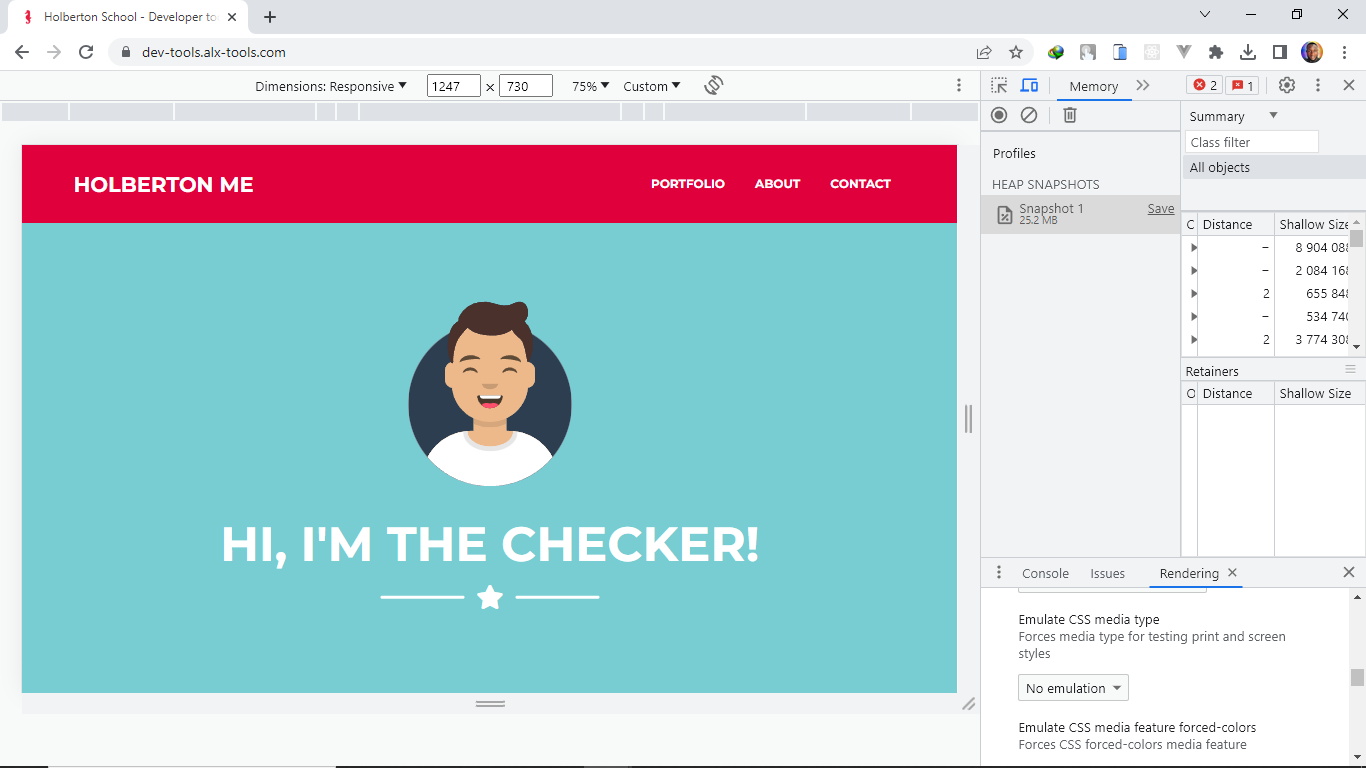 Holberton School - Developer to
dev-tools.alx-tools.com
Dimensions: Responsive
1247 × 730
75%
Custom
Memory
2
1
HOLBERTON ME
PORTFOLIO
ABOUT
CONTACT
HI, I'M THE CHECKER!
Profiles
HEAP SNAPSHOTS
Snapshot 1
Save
25.2 MB
Summary
Class filter
All objects
C Distance Shallow Size
– 8 904 088
– 2 084 168
2 655 848
– 534 740
2 3 774 308
Retainers
O Distance Shallow Size
Console
Issues
Rendering
Emulate CSS media type
Forces media type for testing print and screen
styles
No emulation
Emulate CSS media feature forced-colors
Forces CSS forced-colors media feature